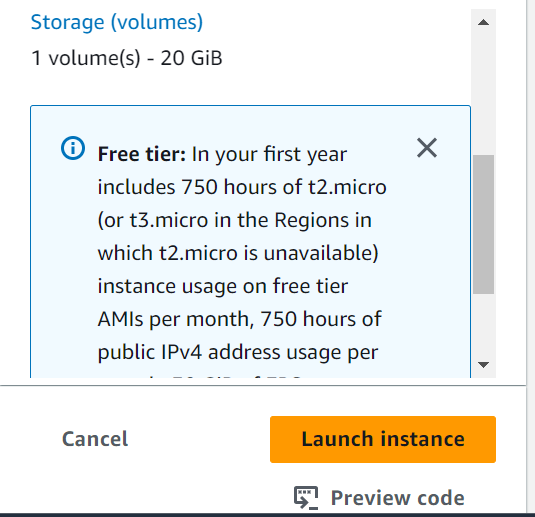 Storage (volumes)
1 volume(s) - 20 GiB
Free tier: In your first year
includes 750 hours of t2.micro
(or t3.micro in the Regions in
which t2.micro is unavailable)
instance usage on free tier
AMIs per month, 750 hours of
public IPv4 address usage per
Cancel
Launch instance
Preview code